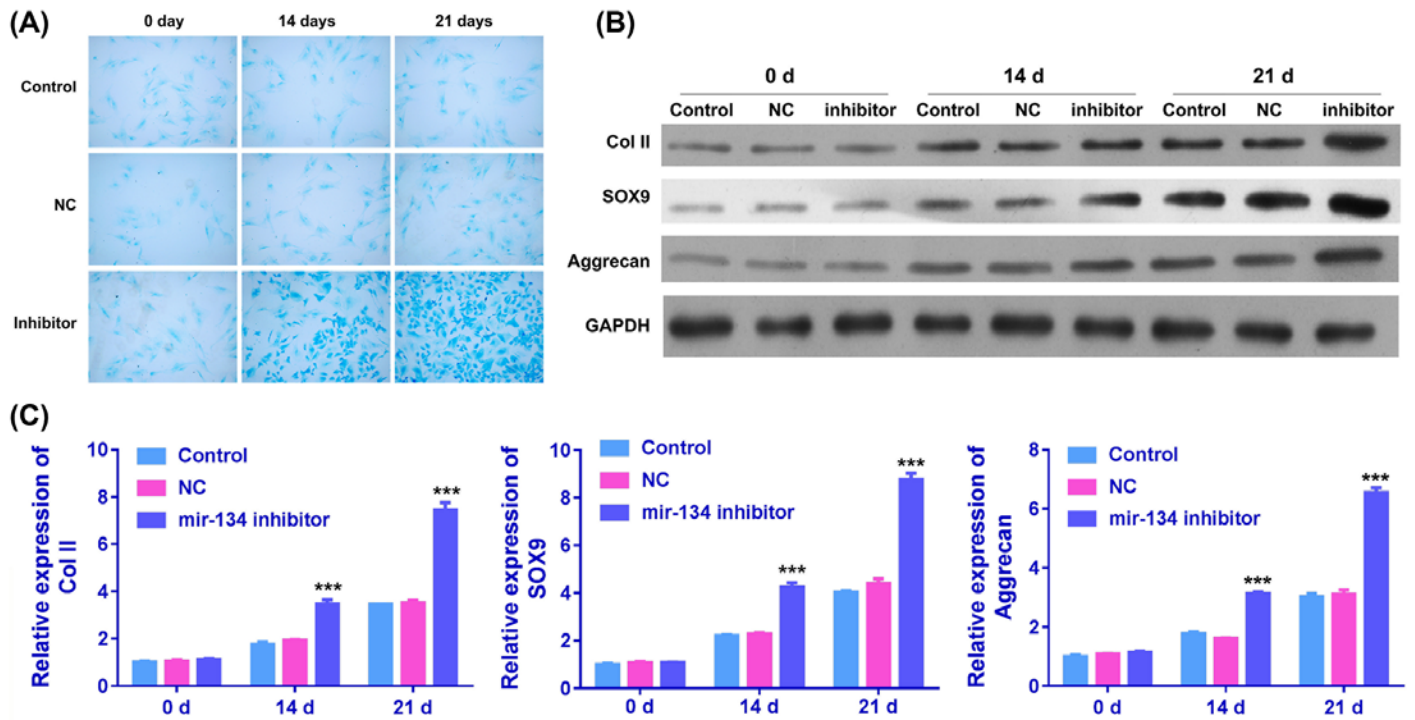 (A)
0 day 14 days 21 days
Control
NC
Inhibitor
(B)
0 d 14 d 21 d
Control NC inhibitor Control NC inhibitor Control NC inhibitor
Col II
SOX9
Aggrecan
GAPDH
(C)
Relative expression of
Col II
10
8
6
4
2
0
Control
NC
mir-134 inhibitor
***
***
0 d 14 d 21 d
Relative expression of
SOX9
10
8
6
4
2
0
Control
NC
mir-134 inhibitor
***
***
0 d 14 d 21 d
Relative expression of
Aggrecan
8
6
4
2
0
Control
NC
mir-134 inhibitor
***
***
0 d 14 d 21 d